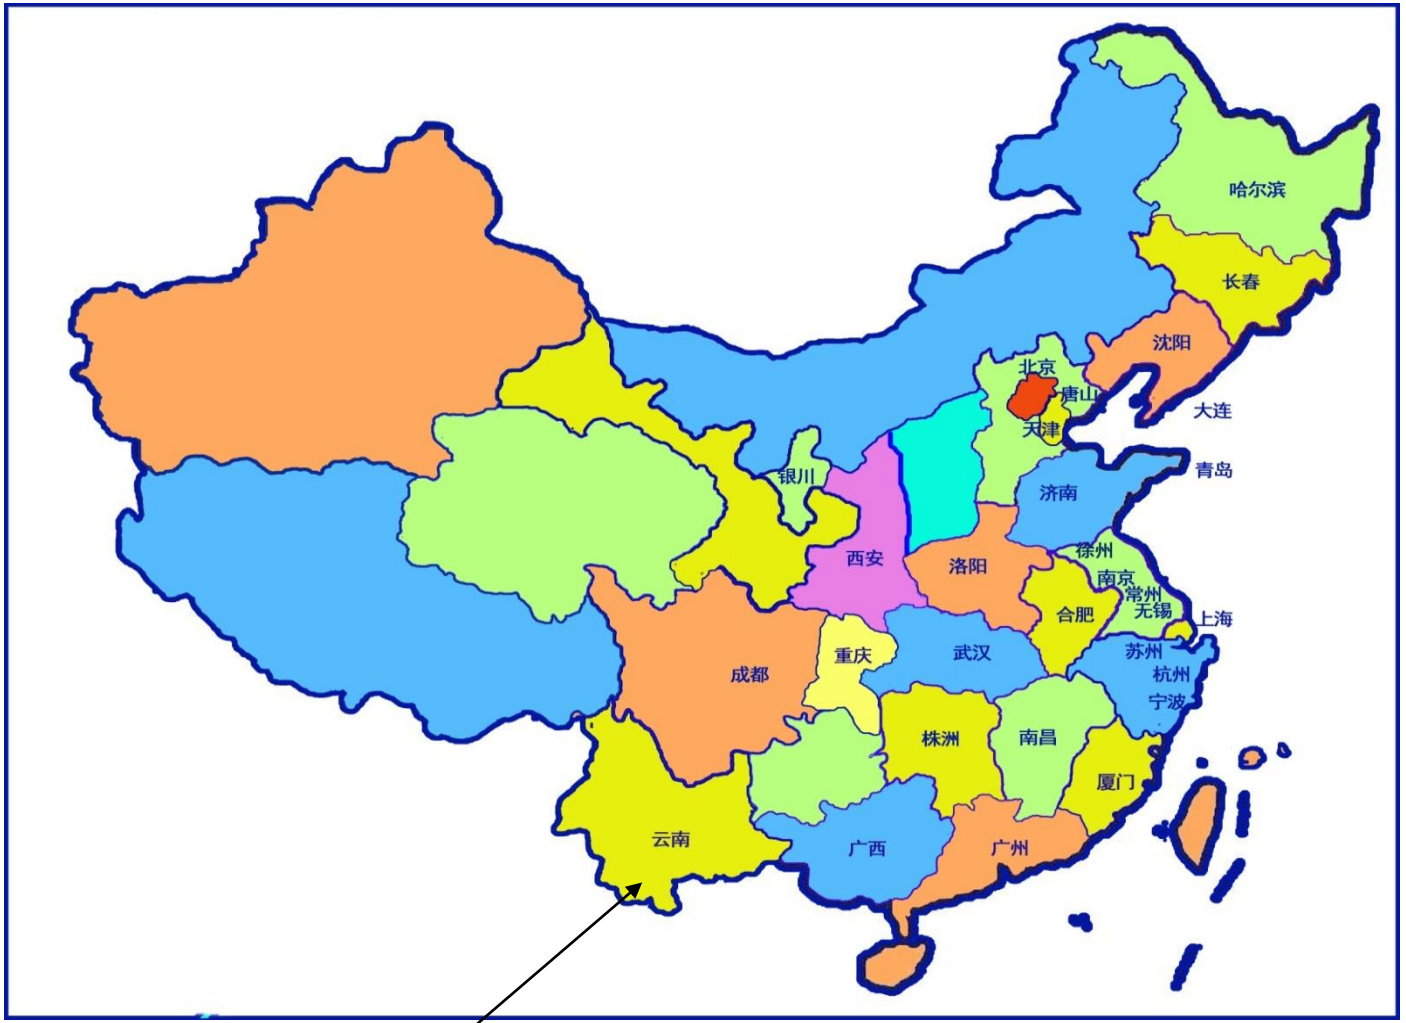 哈尔滨
长春
沈阳
北京
唐山
大连
天津
青岛
银川
济南
徐州
西安
洛阳
南京
常州
无锡
合肥
上海
苏州
武汉
重庆
杭州
成都
宁波
株洲
南昌
厦门
云南
广西
广州